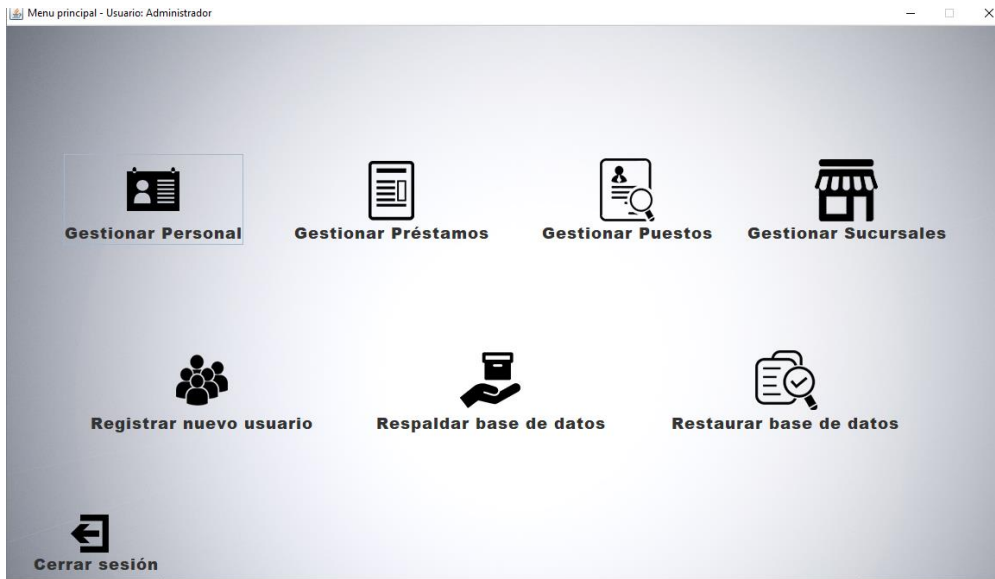 Menu principal - Usuario: Administrador
Gestionar Personal
Gestionar Préstamos
Gestionar Puestos
Gestionar Sucursales
Registrar nuevo usuario
Respaldar base de datos
Restaurar base de datos
Cerrar sesión